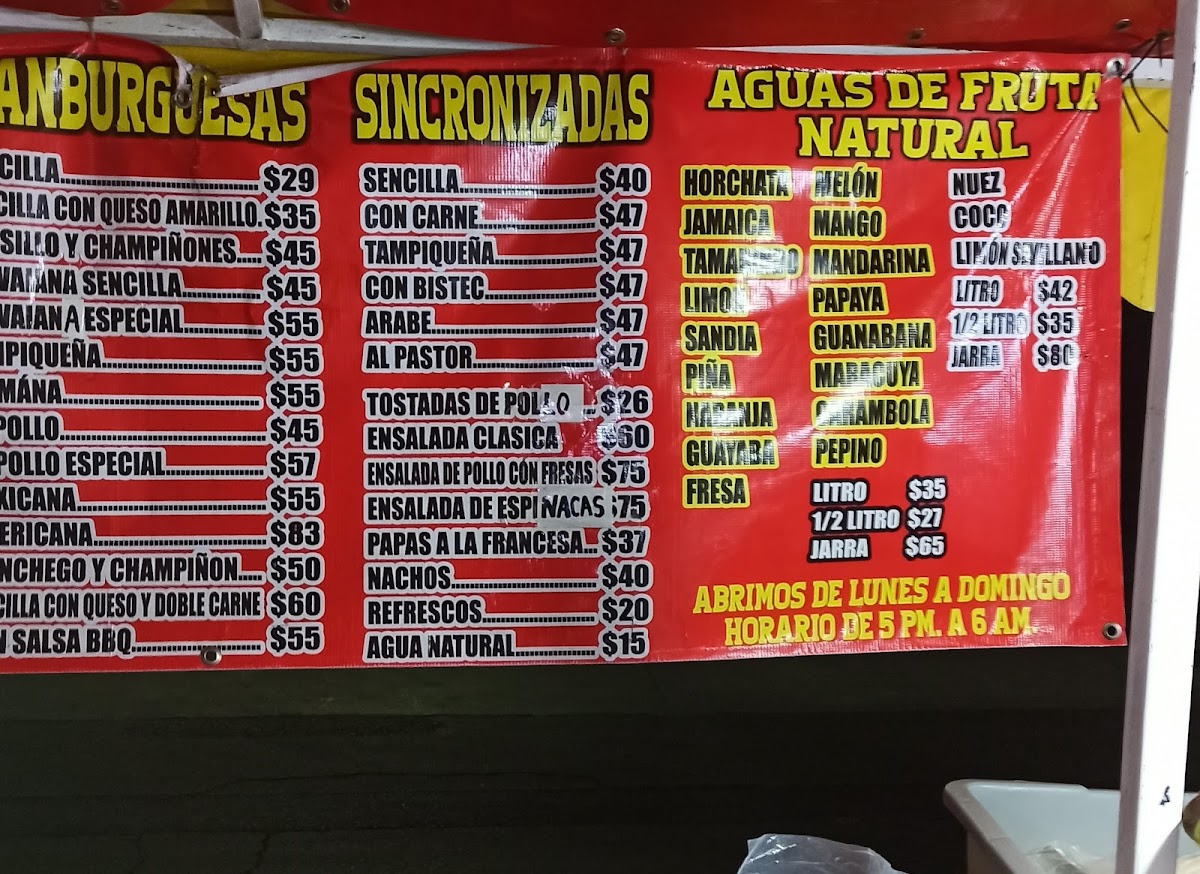 ANBURGUESAS
CILLA $29
CILLA CON QUESO AMARILLO. $35
SILLO Y CHAMPIÑONES $45
WAIANA SENCILLA $45
WAIANA ESPECIAL $55
MPIQUEÑA $55
MÁNA $55
POLLO $45
POLLO ESPECIAL $57
XICANA $55
ERICANA $83
NCHEGO Y CHAMPIÑON $50
CILLA CON QUESO Y DOBLE CARNE $60
N SALSA BBQ $55
SINCRONIZADAS
SENCILLA $40
CON CARNE $47
TAMPIQUEÑA $47
CON BISTEC $47
ARABE $47
AL PASTOR $47
TOSTADAS DE POLLO $26
ENSALADA CLASICA $60
ENSALADA DE POLLO CÓN FRESAS $75
ENSALADA DE ESPINACAS $75
PAPAS A LA FRANCESA $37
NACHOS $40
REFRESCOS $20
AGUA NATURAL $15
AGUAS DE FRUTA
NATURAL
HORCHATA
JAMAICA
TAMARINDO
LIMON
SANDIA
PIÑA
NARANJA
GUAYABA
FRESA
MELÓN
MANGO
MANDARINA
PAPAYA
GUANABANA
MARACUYA
CARAMBOLA
PEPINO
LITRO $35
1/2 LITRO $27
JARRA $65
NUEZ
COCO
LIMÓN SEVILLANO
LITRO $42
1/2 LITRO $35
JARRA $80
ABRIMOS DE LUNES A DOMINGO
HORARIO DE 5 PM. A 6 AM.